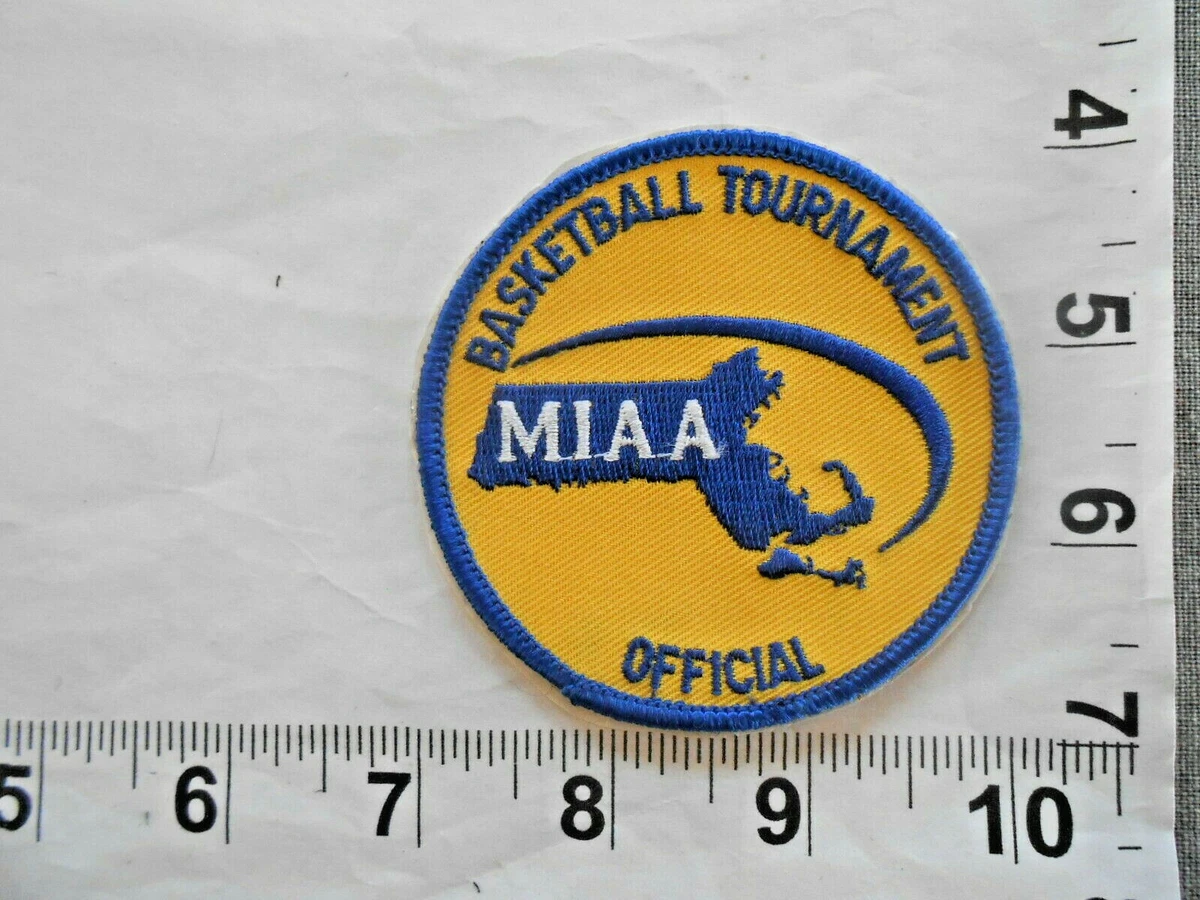 BASKETBALL TOURNAMENT
MIAA
OFFICIAL
4
5
6
7
5 6 7 8 9 10